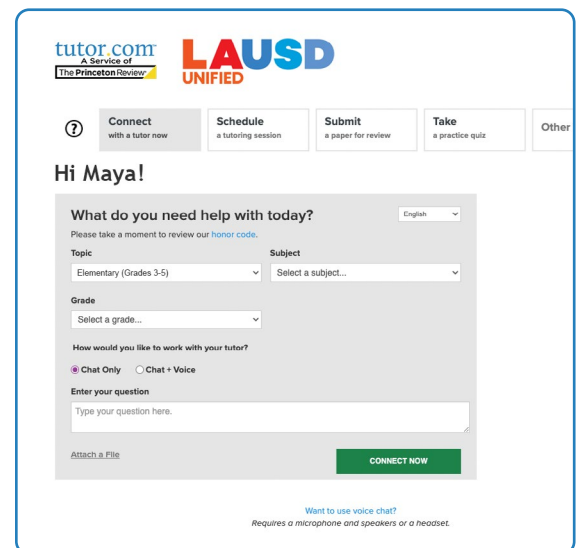 tutor.com
A Service of
The Princeton Review
LAUSD
UNIFIED
?
Connect
with a tutor now
Schedule
a tutoring session
Submit
a paper for review
Take
a practice quiz
Other
Hi Maya!
What do you need help with today?
English
Please take a moment to review our honor code.
Topic
Subject
Elementary (Grades 3-5)
Select a subject...
Grade
Select a grade...
How would you like to work with your tutor?
Chat Only
Chat + Voice
Enter your question
Type your question here.
Attach a File
CONNECT NOW
Want to use voice chat?
Requires a microphone and speakers or a headset.